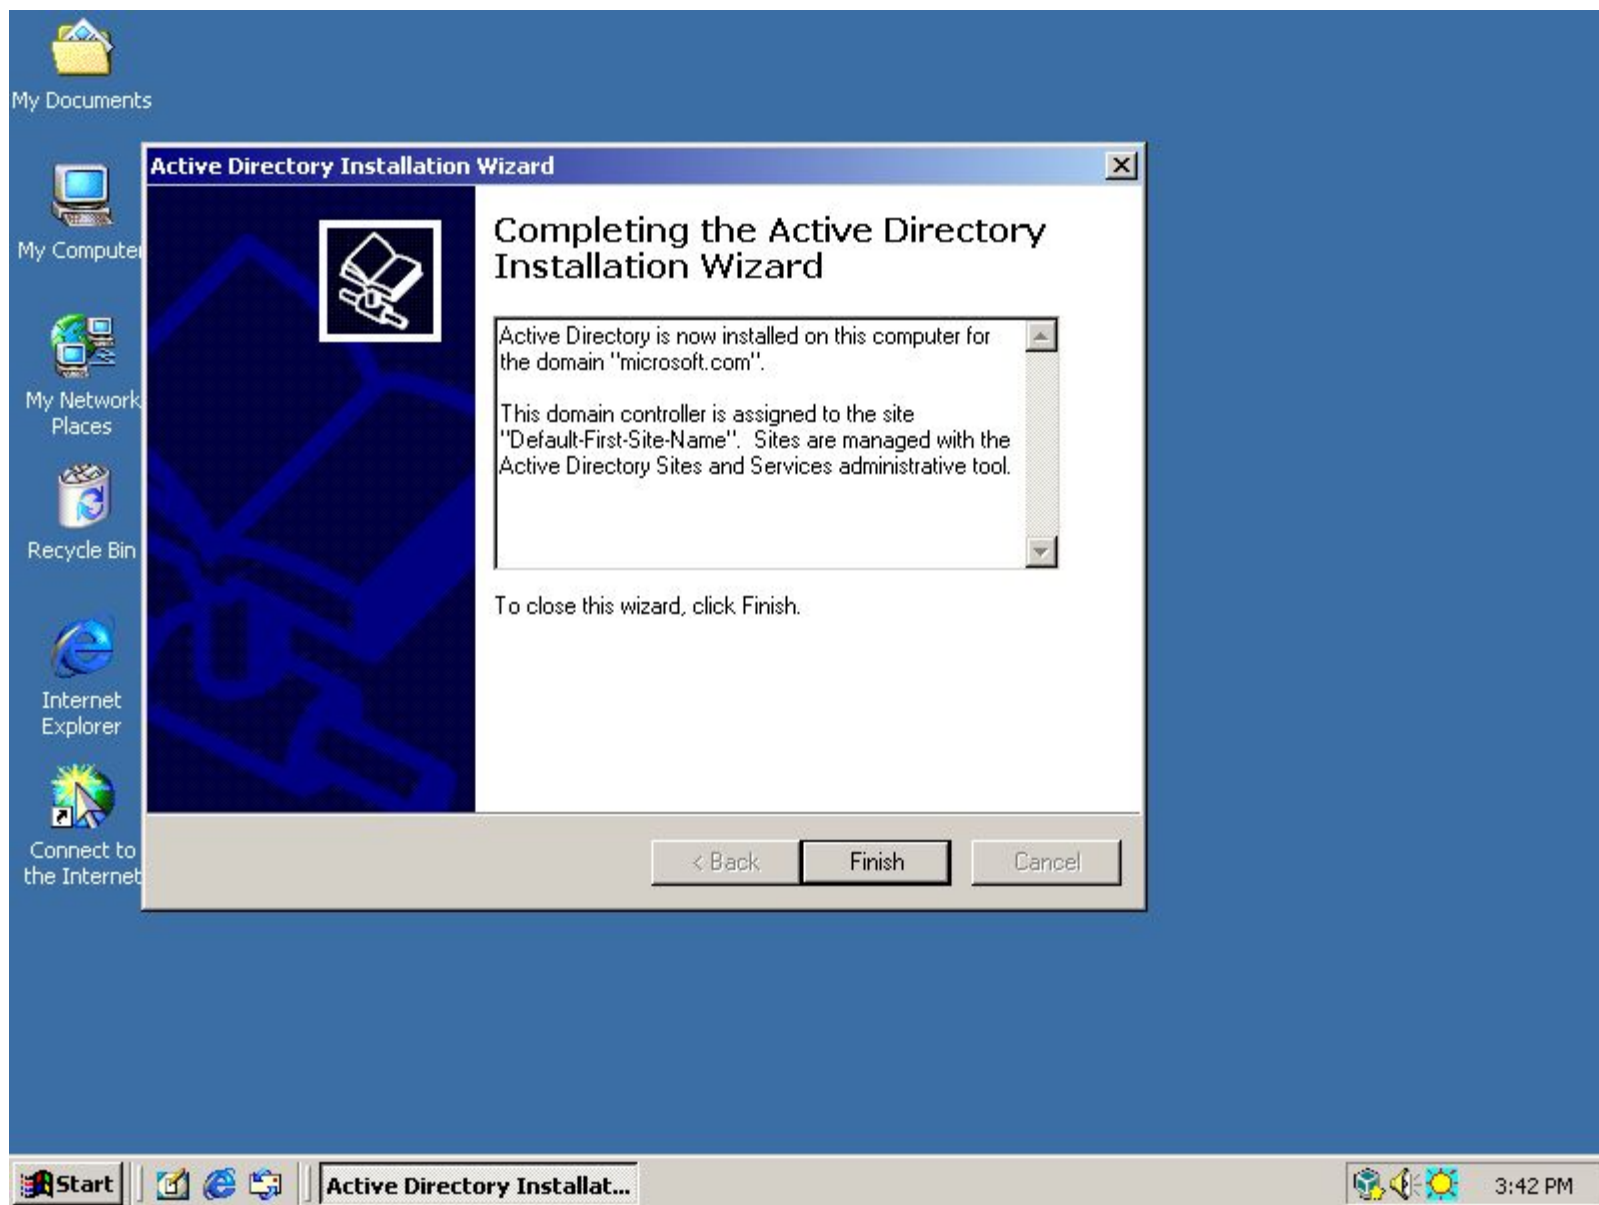 My Documents
My Computer
My Network
Places
Recycle Bin
Internet
Explorer
Connect to
the Internet
Active Directory Installation Wizard
Completing the Active Directory
Installation Wizard
Active Directory is now installed on this computer for
the domain "microsoft.com".
This domain controller is assigned to the site
"Default-First-Site-Name".  Sites are managed with the
Active Directory Sites and Services administrative tool.
To close this wizard, click Finish.
< Back
Finish
Cancel
Start
Active Directory Installat...
3:42 PM